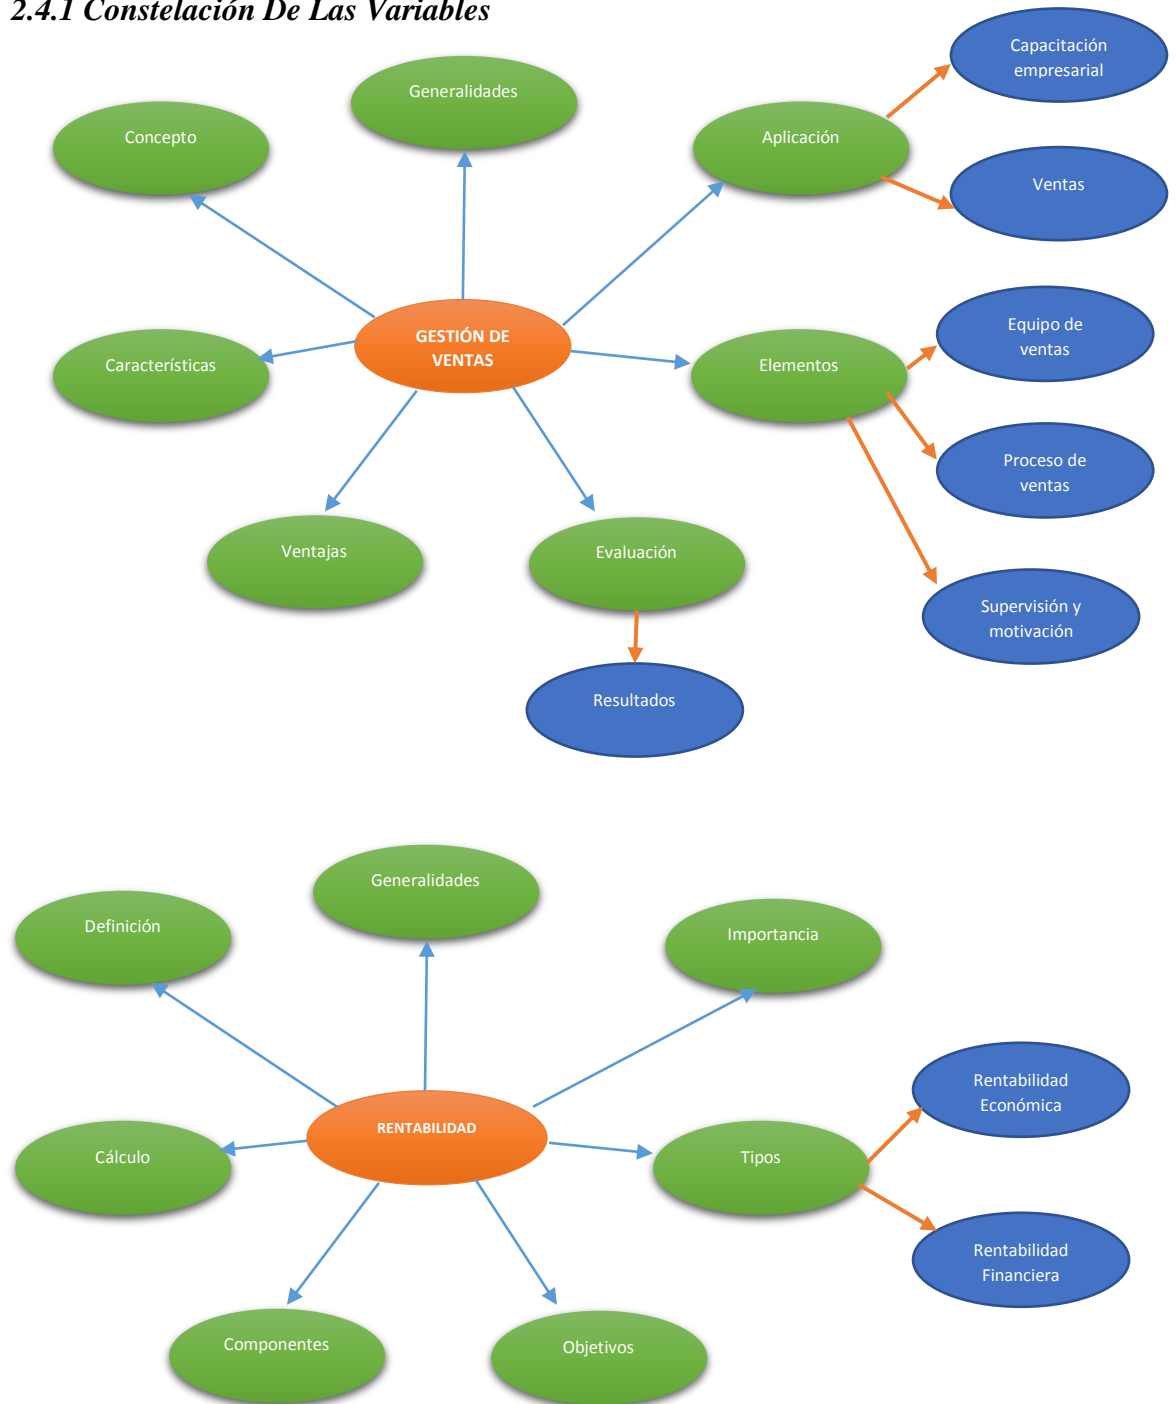 2.4.1 Constelación De Las Variables
Capacitación
empresarial
Generalidades
Concepto
Aplicación
Ventas
GESTIÓN DE
VENTAS
Equipo de
ventas
Características
Elementos
Proceso de
ventas
Ventajas
Evaluación
Supervisión y
motivación
Resultados
Generalidades
Definición
Importancia
Rentabilidad
Económica
RENTABILIDAD
Cálculo
Tipos
Rentabilidad
Financiera
Componentes
Objetivos